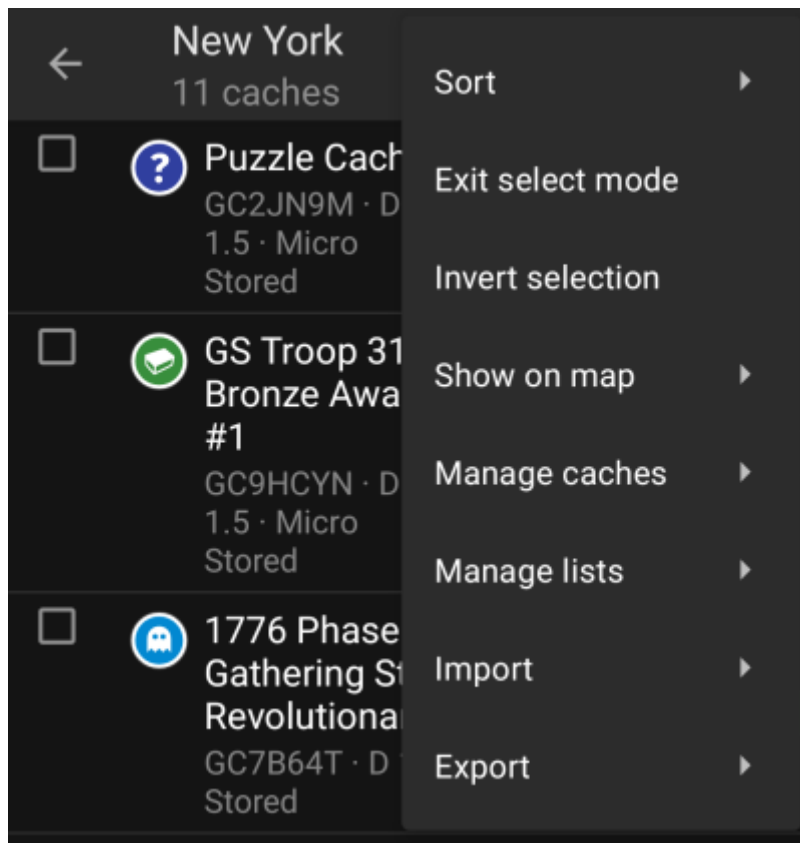 New York
11 caches
Puzzle Cach
GC2JN9M · D
1.5 · Micro
Stored
GS Troop 31
Bronze Awa
#1
GC9HCYN · D
1.5 · Micro
Stored
1776 Phase
Gathering St
Revolutiona
GC7B64T · D
Stored
Sort
Exit select mode
Invert selection
Show on map
Manage caches
Manage lists
Import
Export